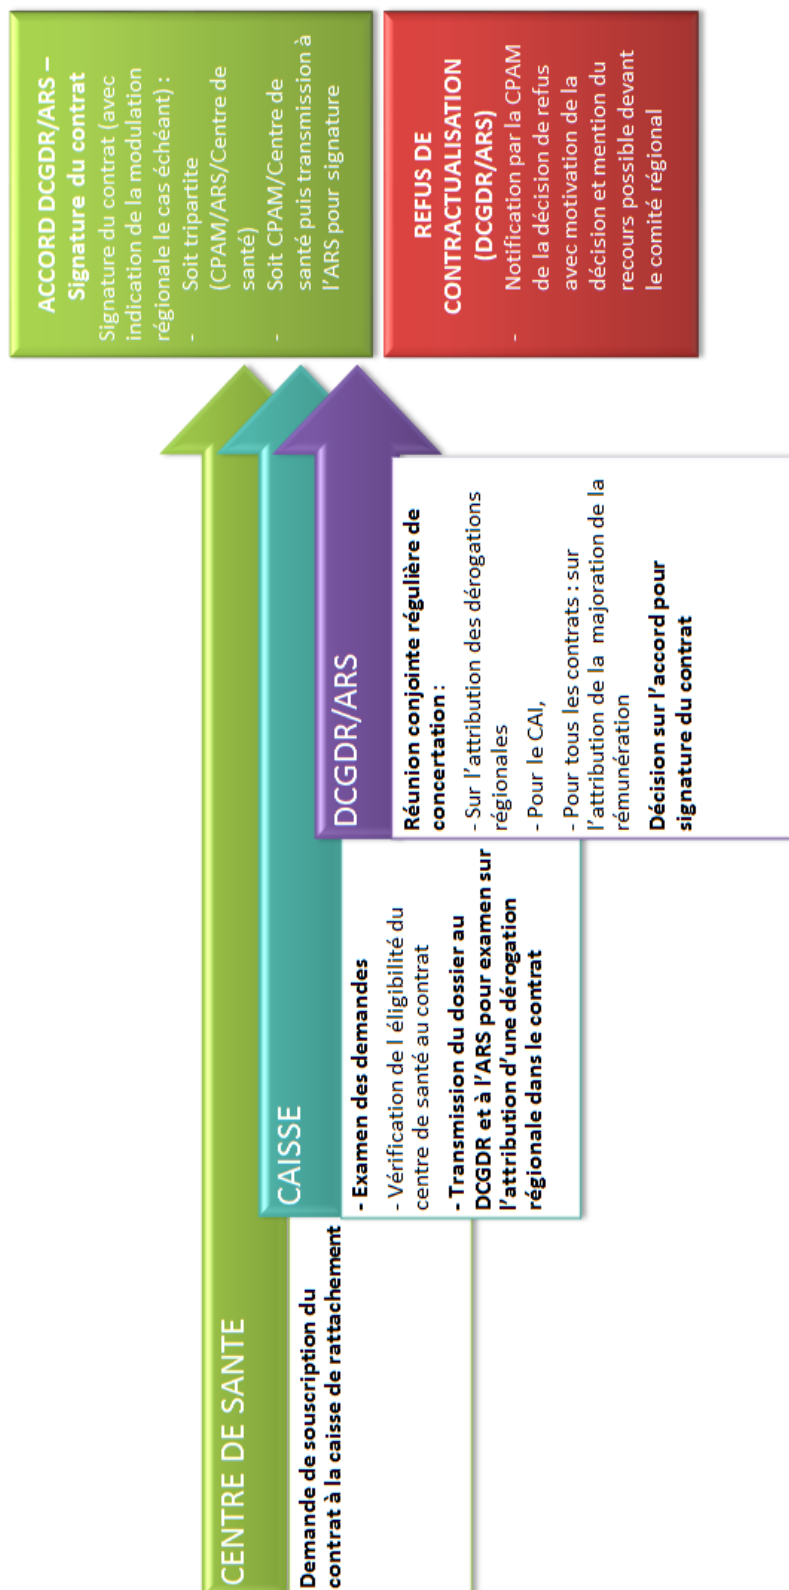 CENTRE DE SANTE
Demande de souscription du
contrat à la caisse de rattachement
CAISSE
- Examen des demandes
- Vérification de l éligibilité du
centre de santé au contrat
- Transmission du dossier au
DCGDR et à l'ARS pour examen sur
l'attribution d'une dérogation
régionale dans le contrat
DCGDR/ARS
Réunion conjointe régulière de
concertation :
- Sur l'attribution des dérogations
régionales
- Pour le CAI,
- Pour tous les contrats : sur
l'attribution de la majoration de la
rémunération
Décision sur l'accord pour
signature du contrat
ACCORD DCGDR/ARS –
Signature du contrat
Signature du contrat (avec
indication de la modulation
régionale le cas échéant) :
- Soit tripartite
(CPAM/ARS/Centre de
santé)
- Soit CPAM/Centre de
santé puis transmission à
l'ARS pour signature
REFUS DE
CONTRACTUALISATION
(DCGDR/ARS)
- Notification par la CPAM
de la décision de refus
avec motivation de la
décision et mention du
recours possible devant
le comité régional